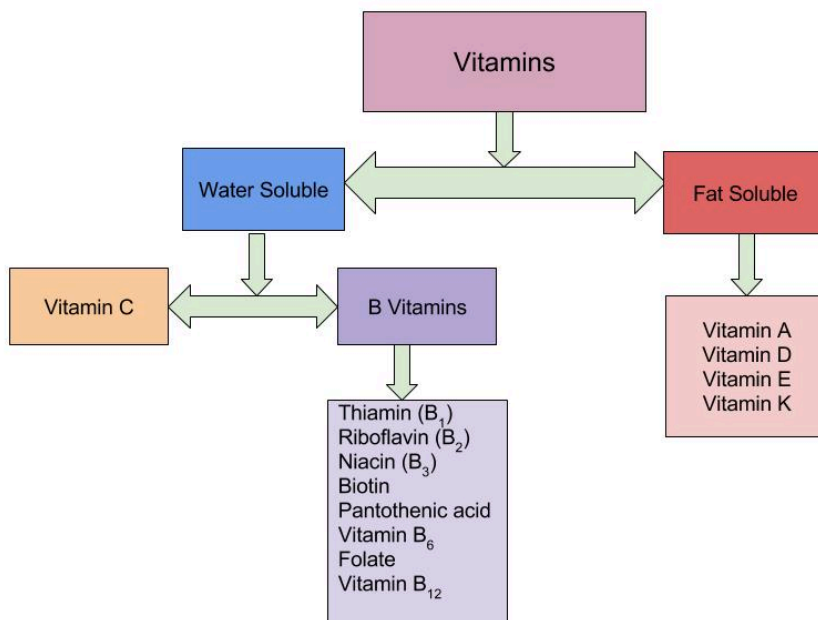 Vitamins
Water Soluble
Fat Soluble
Vitamin C
B Vitamins
Vitamin A
Vitamin D
Vitamin E
Vitamin K
Thiamin (B₁)
Riboflavin (B₂)
Niacin (B₃)
Biotin
Pantothenic acid
Vitamin B₆
Folate
Vitamin B₁₂